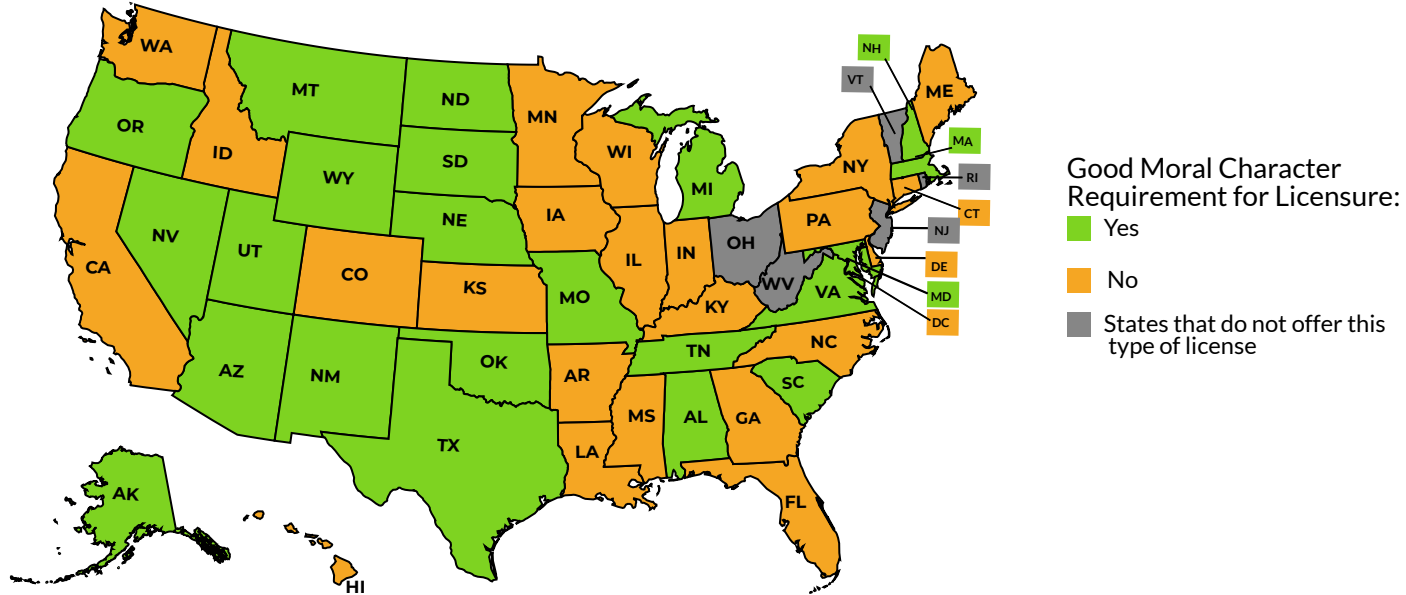 WA
MT
ND
MN
OR
ID
SD
WI
WY
NE
IA
MI
NH
VT
ME
NY
MA
RI
CT
PA
NJ
NV
UT
CO
KS
IL
IN
OH
WV
VA
DE
MD
DC
CA
MO
KY
AZ
NM
OK
AR
TN
NC
SC
TX
LA
MS
AL
GA
FL
AK
HI
Good Moral Character
Requirement for Licensure:
Yes
No
States that do not offer this
type of license